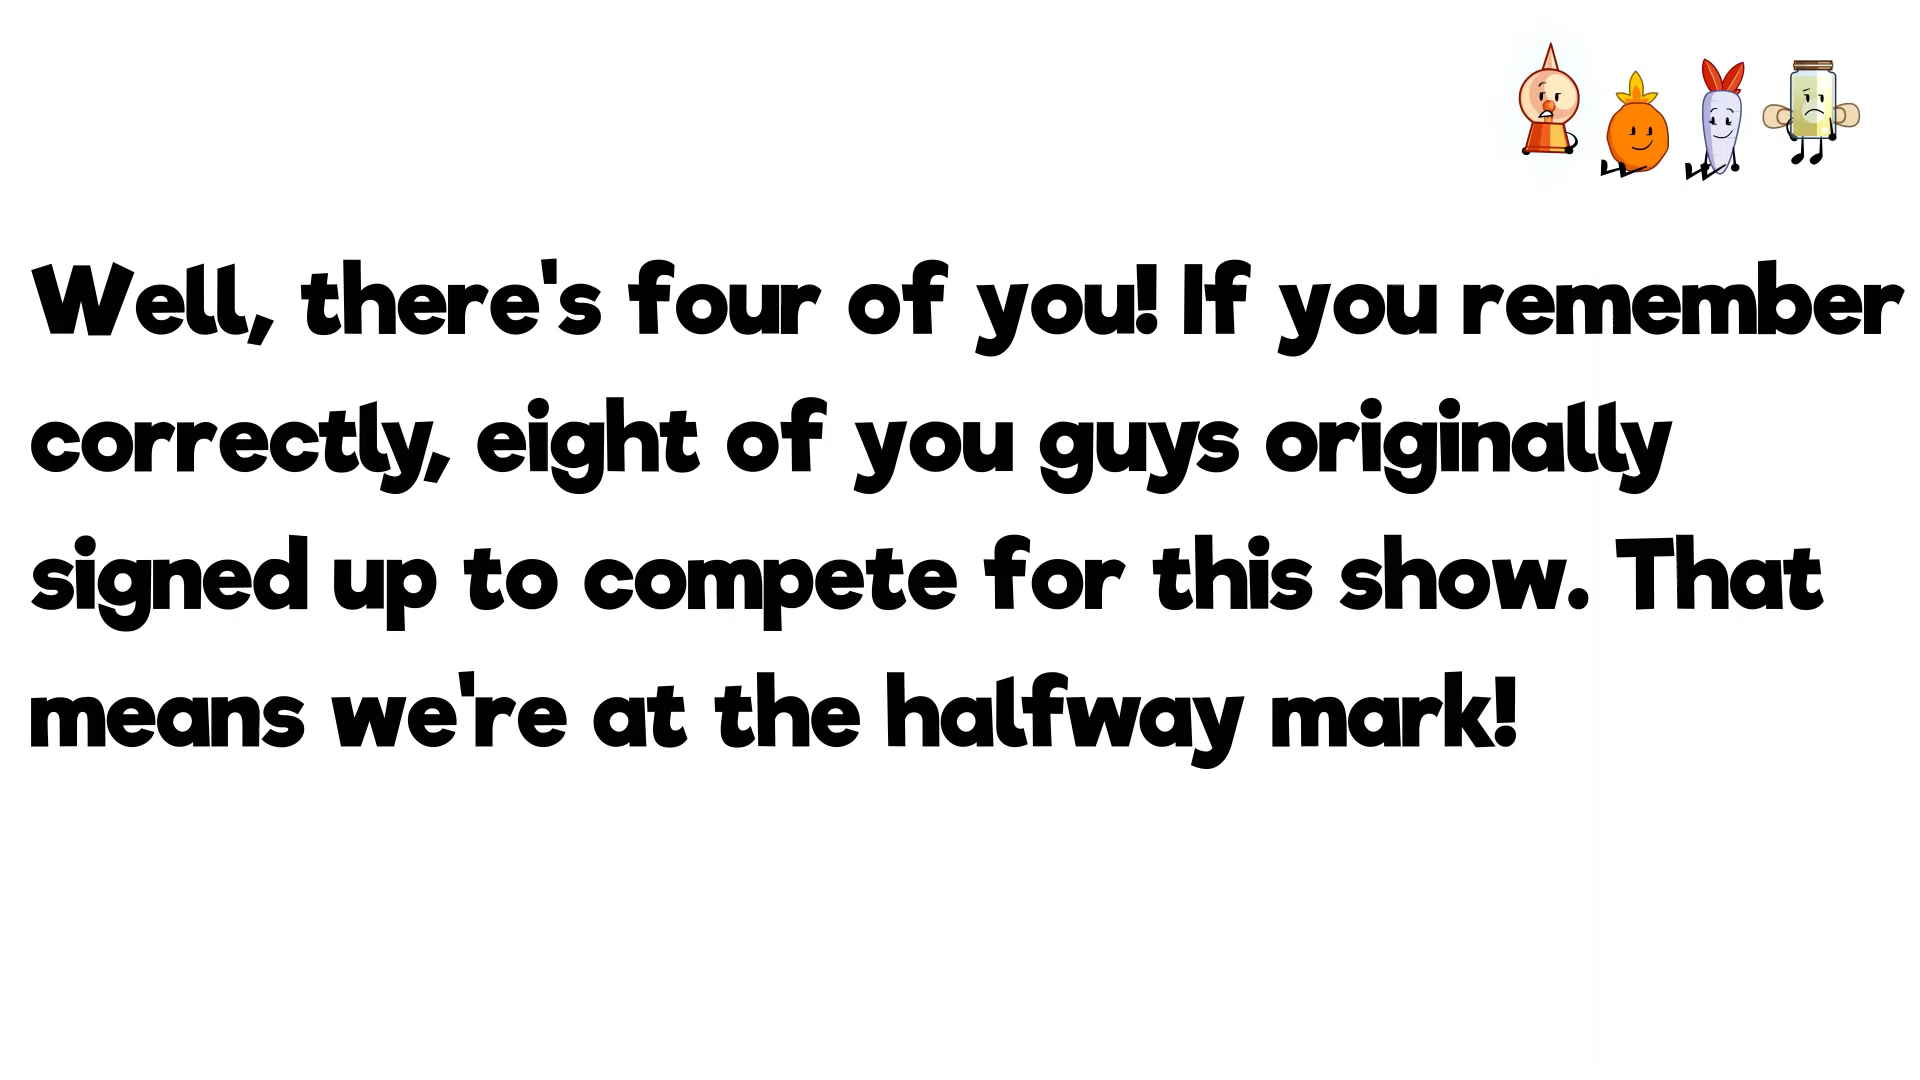 Well, there's four of you! If you remember
correctly, eight of you guys originally
signed up to compete for this show. That
means we're at the halfway mark!